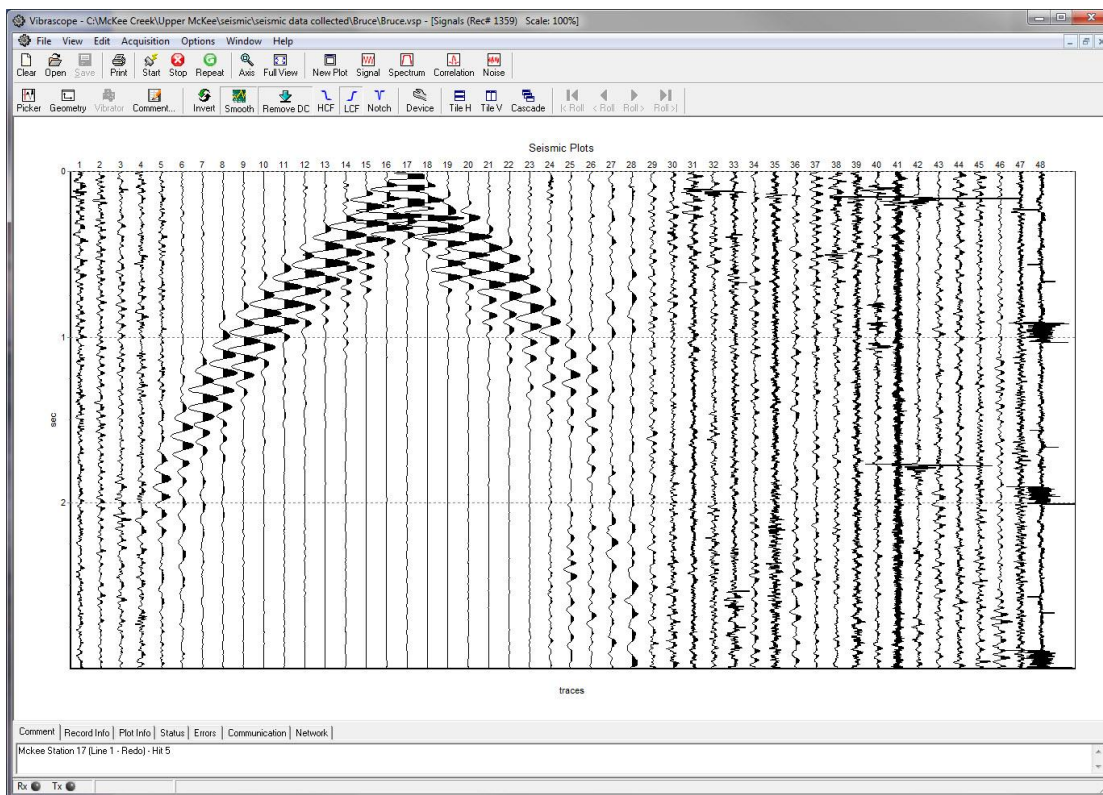 Vibrascope - C:\McKee Creek\Upper McKee\seismic\seismic data collected\Bruce\Bruce.vsp - [Signals (Rec# 1359) Scale: 100%]
File View Edit Acquisition Options Window Help
Clear Open Save Print Start Stop Repeat Axis Full View New Plot Signal Spectrum Correlation Noise
Picker Geometry Vibrator Comment... Invert Smooth Remove DC HCF LCF Notch Device Tile H Tile V Cascade |< Roll < Roll Roll > Roll >|
Seismic Plots
1 2 3 4 5 6 7 8 9 10 11 12 13 14 15 16 17 18 19 20 21 22 23 24 25 26 27 28 29 30 31 32 33 34 35 36 37 38 39 40 41 42 43 44 45 46 47 48
0
1
sec
2
traces
Comment Record Info Plot Info Status Errors Communication Network
Mckee Station 17 (Line 1 - Redo) - Hit 5
Rx Tx